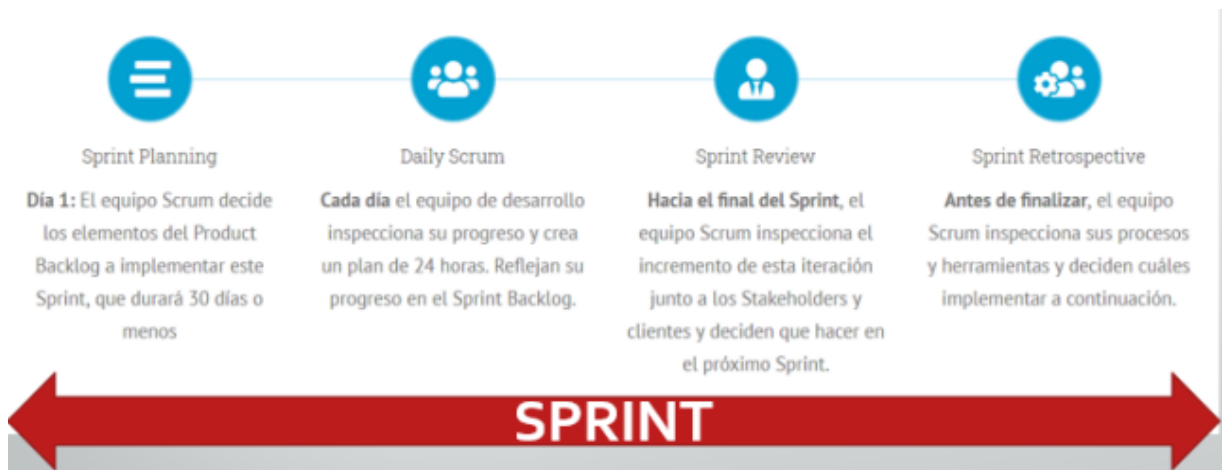 Sprint Planning
Día 1: El equipo Scrum decide
los elementos del Product
Backlog a implementar este
Sprint, que durará 30 días o
menos
Daily Scrum
Cada día el equipo de desarrollo
inspecciona su progreso y crea
un plan de 24 horas. Reflejan su
progreso en el Sprint Backlog.
Sprint Review
Hacia el final del Sprint, el
equipo Scrum inspecciona el
incremento de esta iteración
junto a los Stakeholders y
clientes y deciden que hacer en
el próximo Sprint.
Sprint Retrospective
Antes de finalizar, el equipo
Scrum inspecciona sus procesos
y herramientas y deciden cuáles
implementar a continuación.
SPRINT